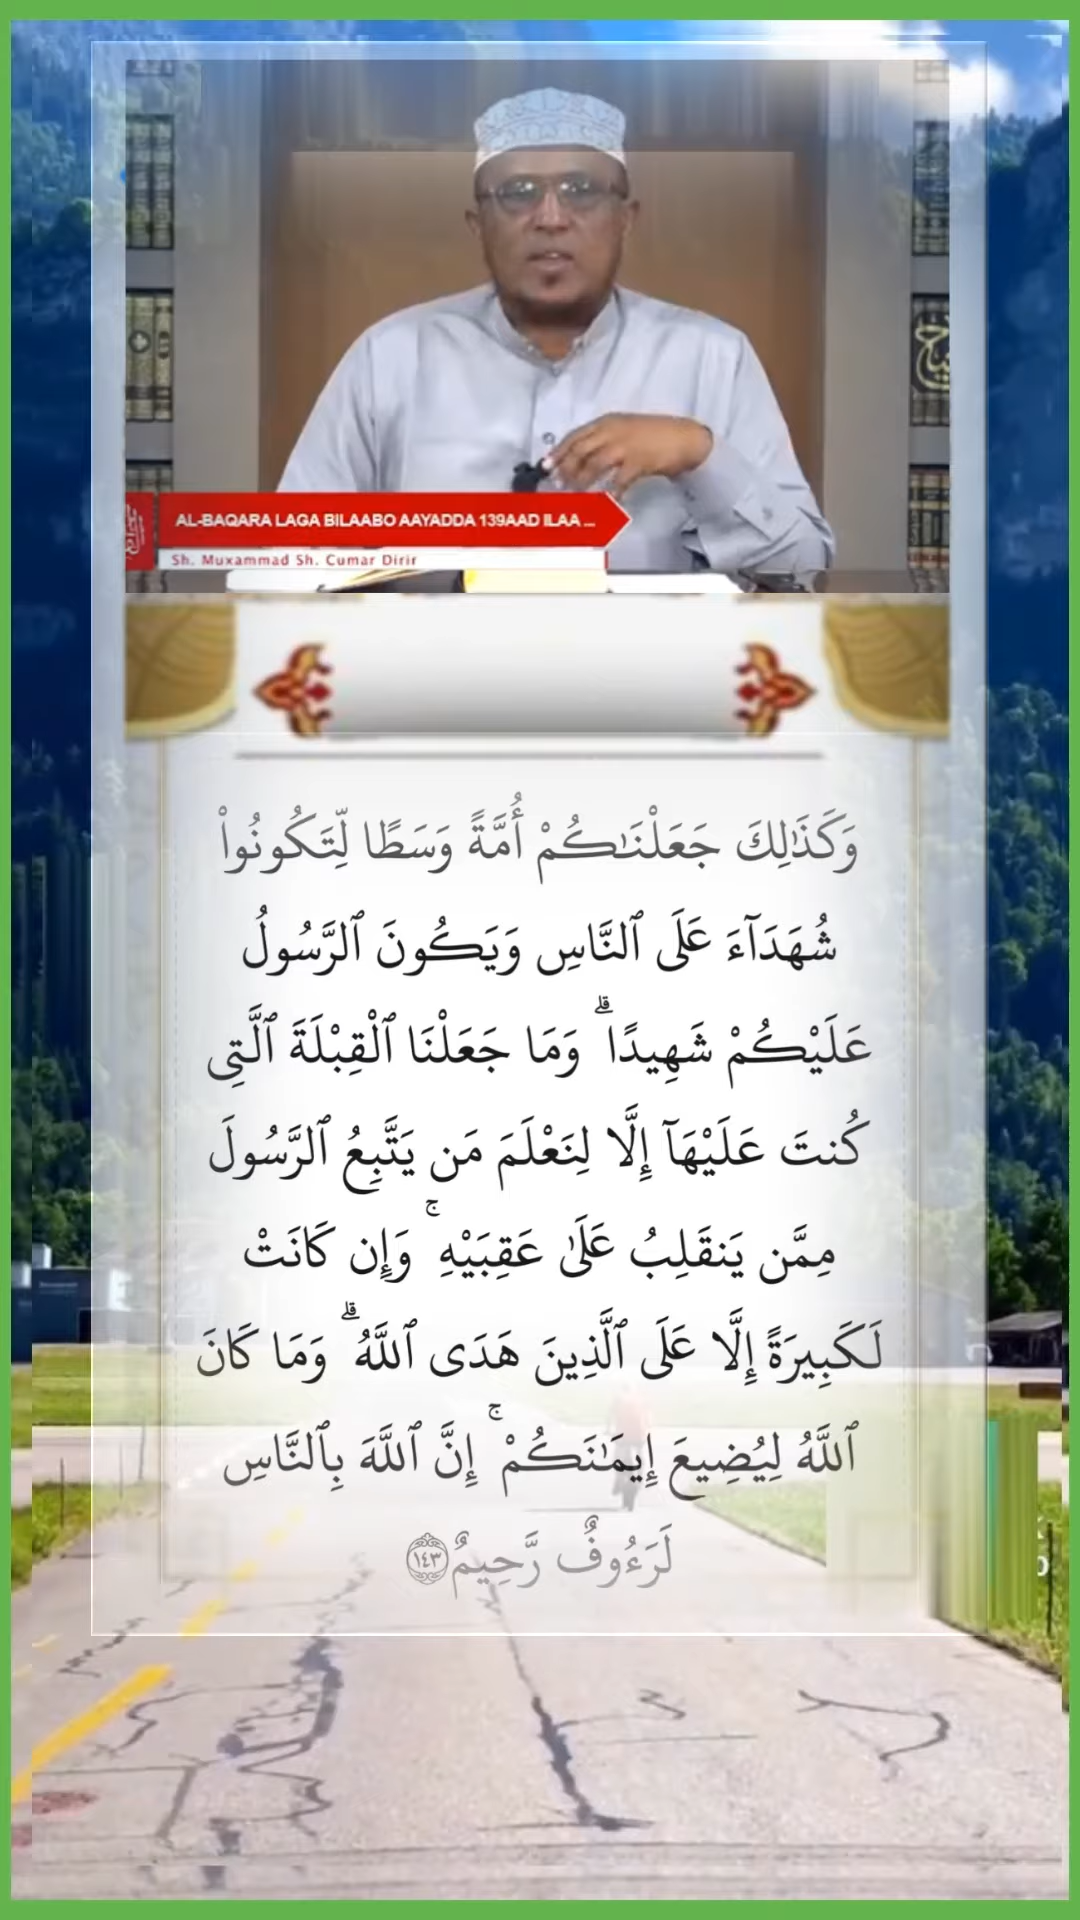 AL-BAQARA LAGA BILAABO AAYADDA 139AAD ILAA ...
Sh. Muxammad Sh. Cumar Dirir
وَكَذَٰلِكَ جَعَلْنَـٰكُمْ أُمَّةً وَسَطًا لِّتَكُونُوا۟
شُهَدَآءَ عَلَى ٱلنَّاسِ وَيَكُونَ ٱلرَّسُولُ
عَلَيْكُمْ شَهِيدًا ۗ وَمَا جَعَلْنَا ٱلْقِبْلَةَ ٱلَّتِى
كُنتَ عَلَيْهَآ إِلَّا لِنَعْلَمَ مَن يَتَّبِعُ ٱلرَّسُولَ
مِمَّن يَنقَلِبُ عَلَىٰ عَقِبَيْهِ ۚ وَإِن كَانَتْ
لَكَبِيرَةً إِلَّا عَلَى ٱلَّذِينَ هَدَى ٱللَّهُ ۗ وَمَا كَانَ
ٱللَّهُ لِيُضِيعَ إِيمَـٰنَكُمْ ۚ إِنَّ ٱللَّهَ بِٱلنَّاسِ
لَرَءُوفٌ رَّحِيمٌ ١٤٣